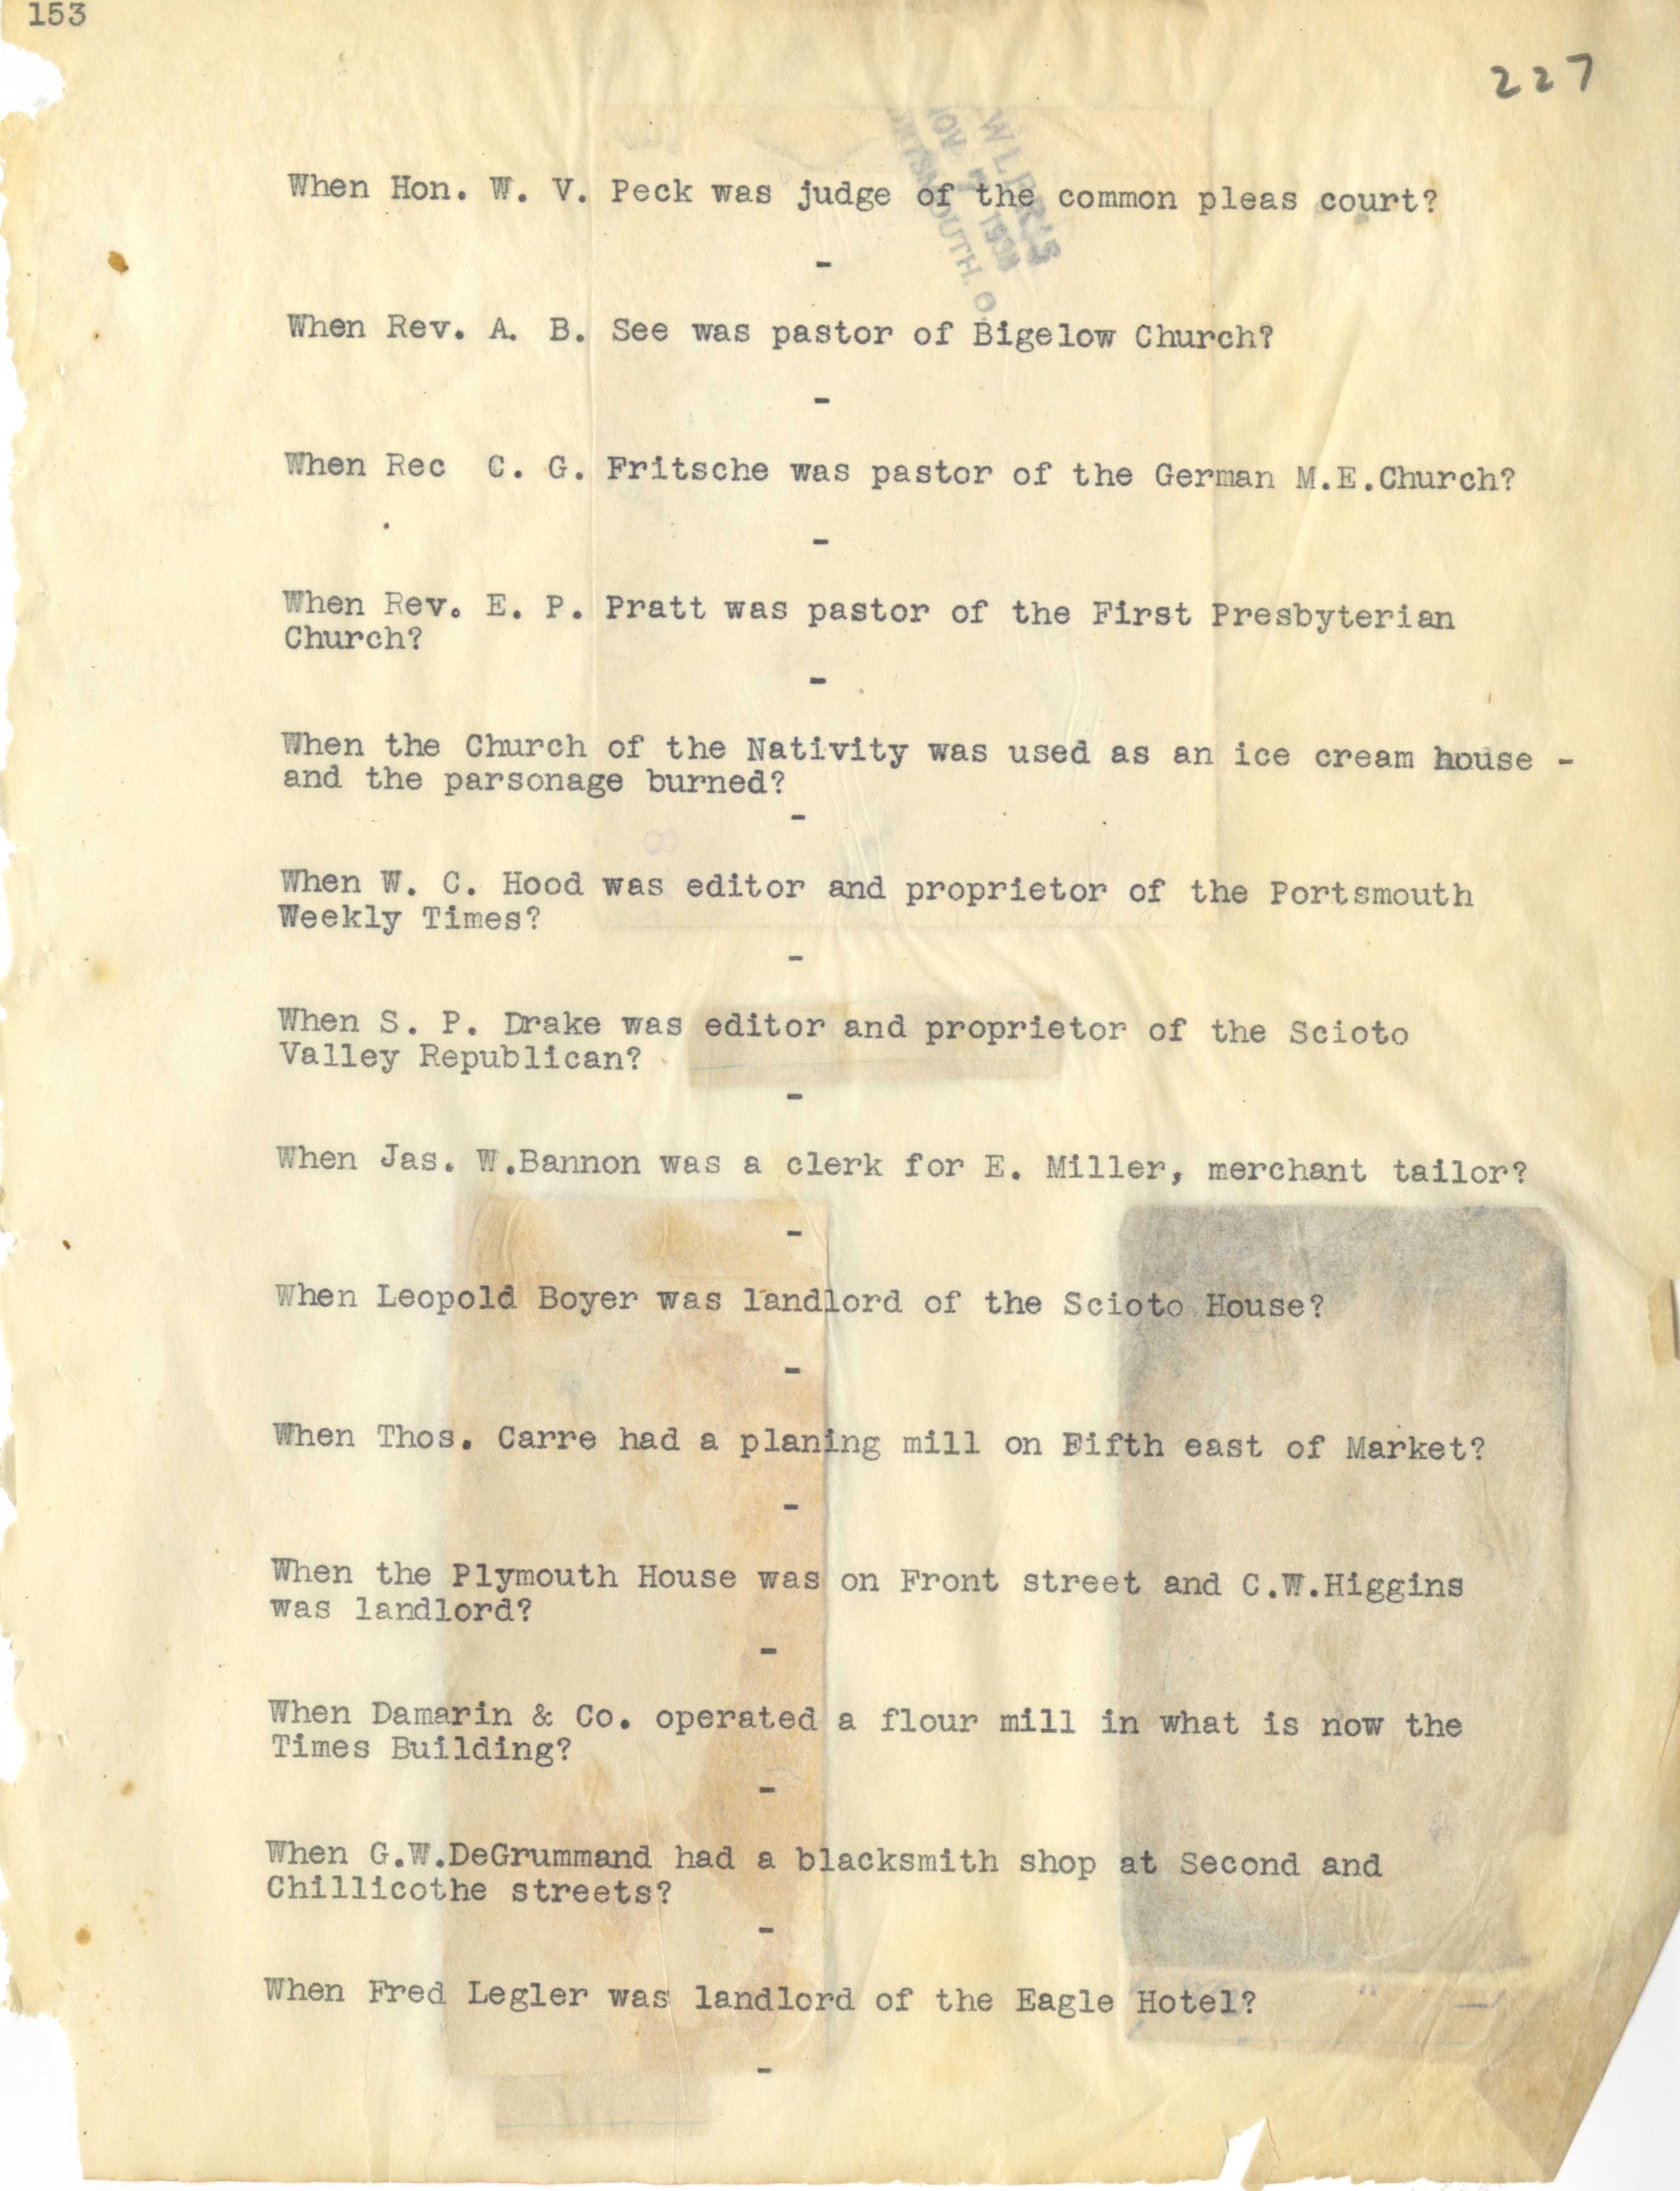 153
227
When Hon. W. V. Peck was judge of the common pleas court?
-
When Rev. A. B. See was pastor of Bigelow Church?
-
When Rec C. G. Fritsche was pastor of the German M.E.Church?
-
When Rev. E. P. Pratt was pastor of the First Presbyterian
Church?
-
When the Church of the Nativity was used as an ice cream house -
and the parsonage burned?
-
When W. C. Hood was editor and proprietor of the Portsmouth
Weekly Times?
-
When S. P. Drake was editor and proprietor of the Scioto
Valley Republican?
-
When Jas. W.Bannon was a clerk for E. Miller, merchant tailor?
-
When Leopold Boyer was landlord of the Scioto House?
-
When Thos. Carre had a planing mill on Fifth east of Market?
-
When the Plymouth House was on Front street and C.W.Higgins
was landlord?
-
When Damarin & Co. operated a flour mill in what is now the
Times Building?
-
When G.W.DeGrummand had a blacksmith shop at Second and
Chillicothe streets?
-
When Fred Legler was landlord of the Eagle Hotel?
-